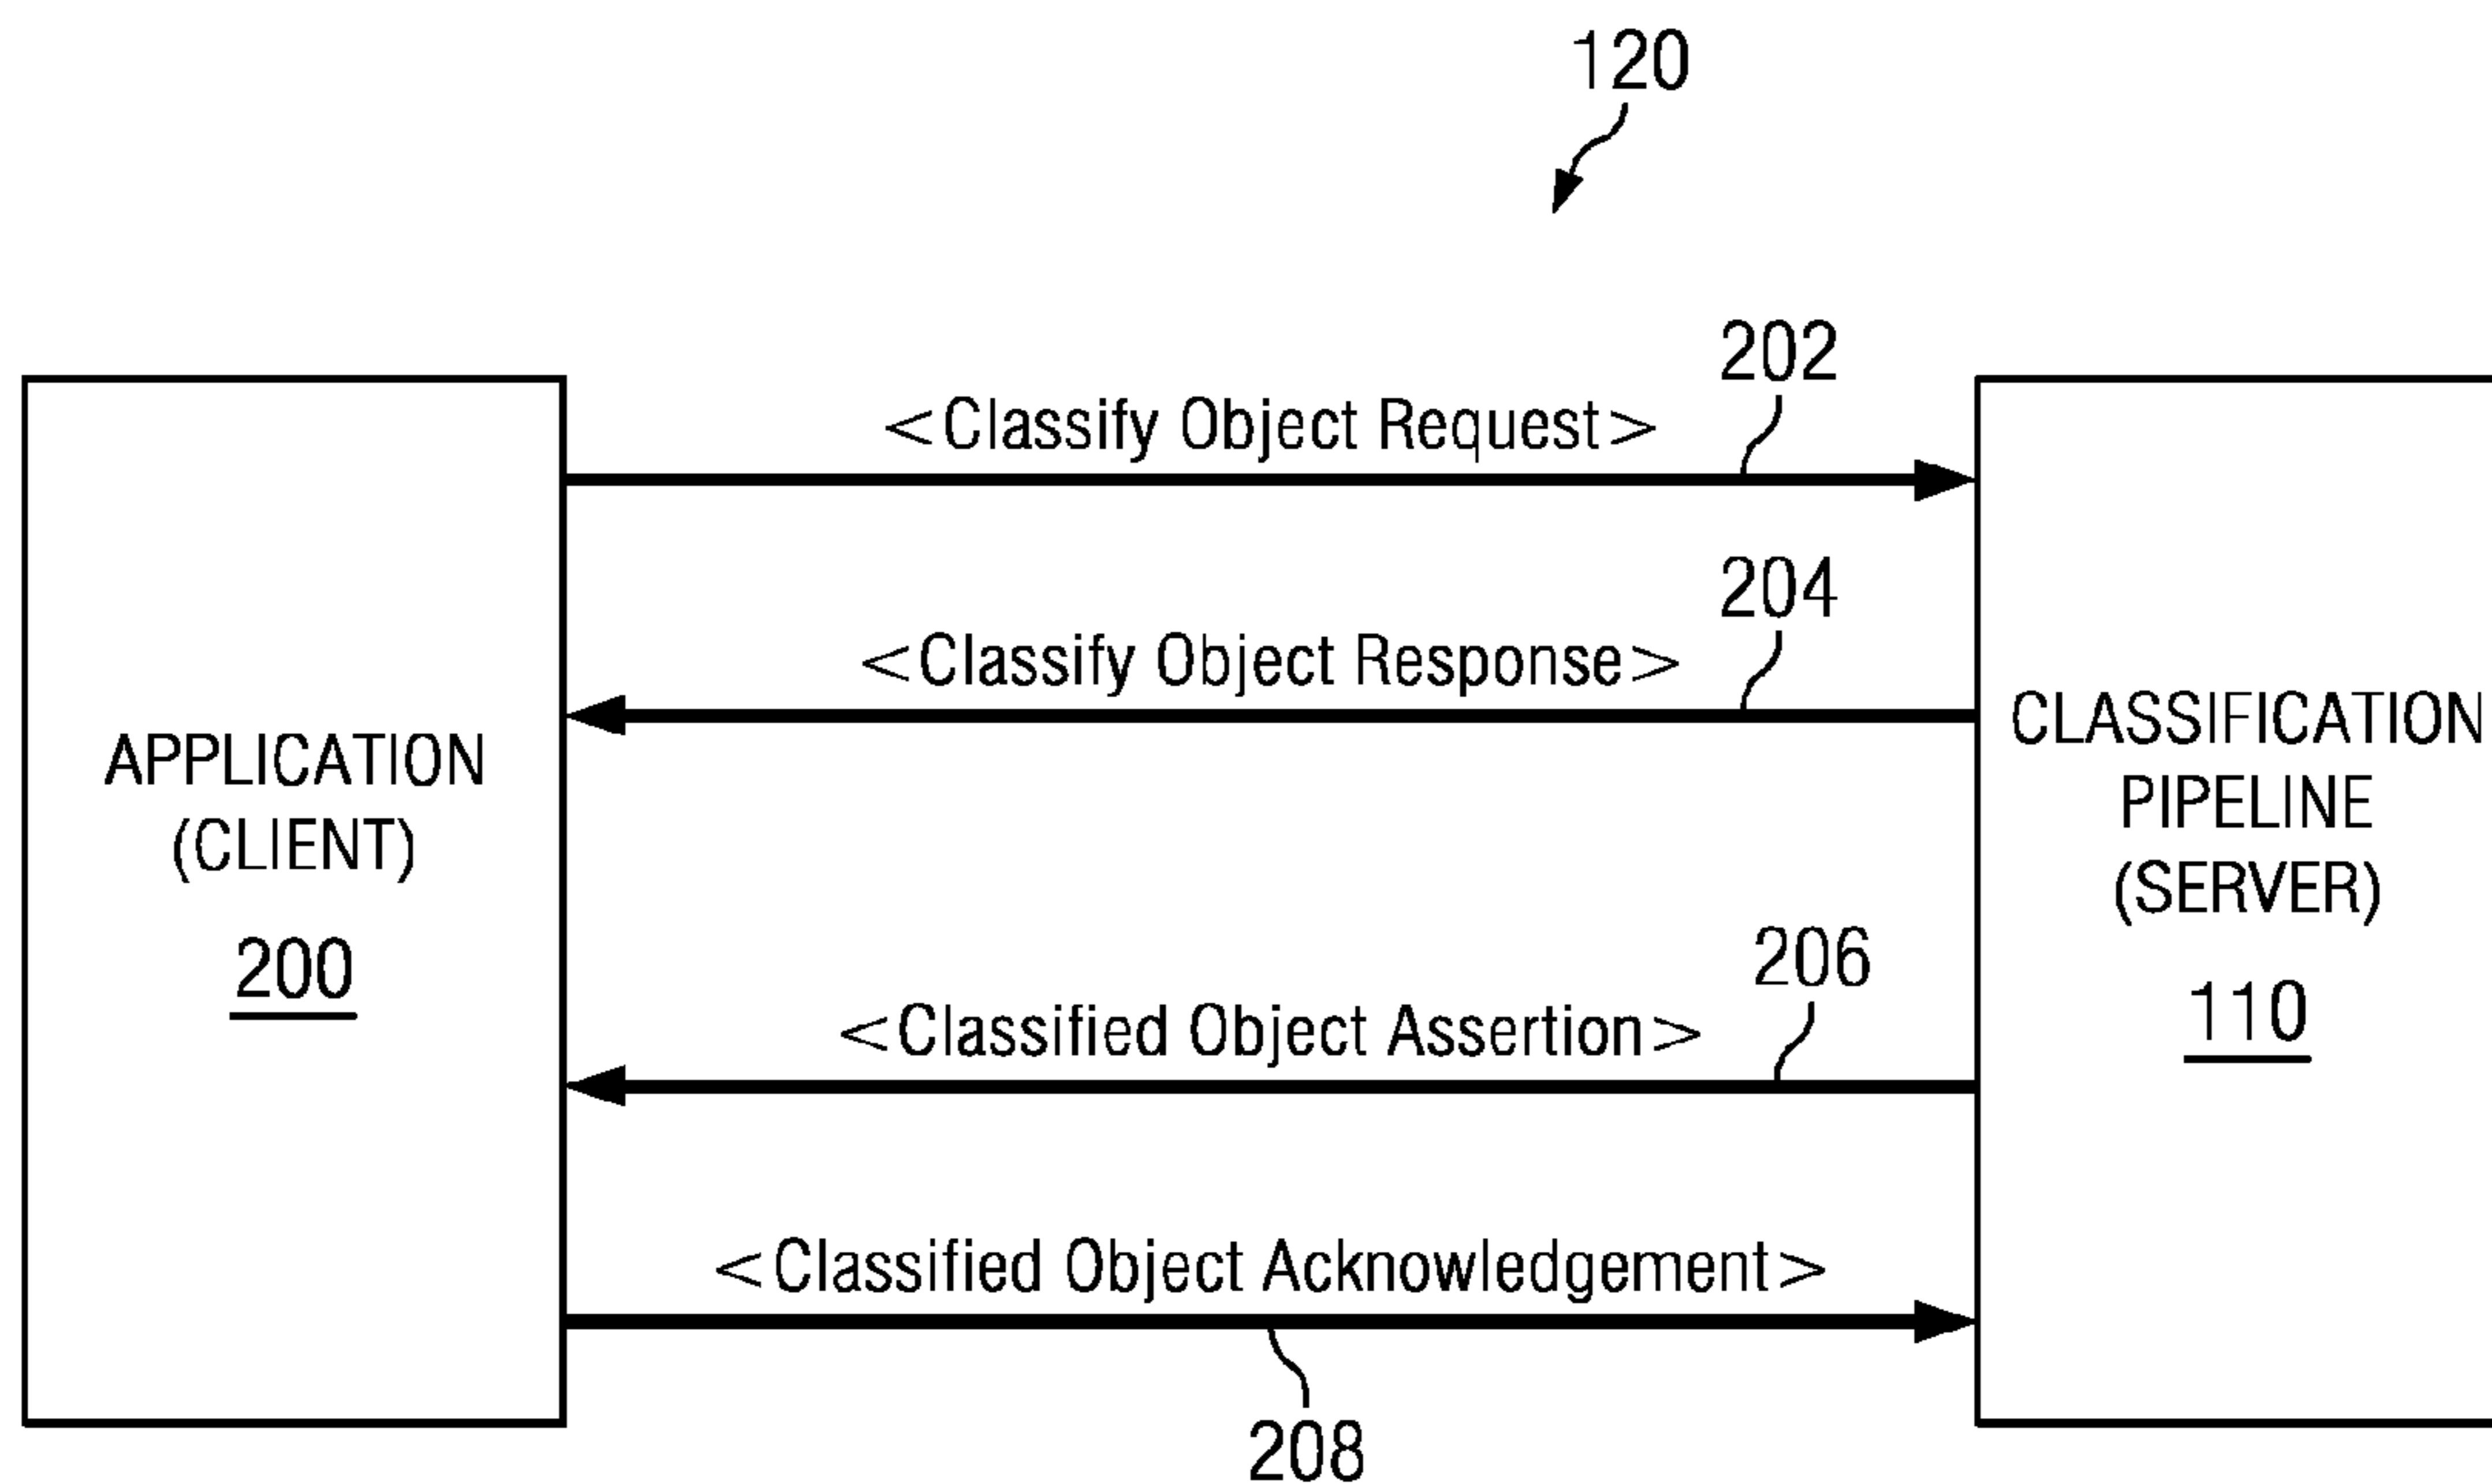 120
202
<Classify Object Request>
204
<Classify Object Response>
APPLICATION
(CLIENT)
200
CLASSIFICATION
PIPELINE
(SERVER)
110
206
<Classified Object Assertion>
<Classified Object Acknowledgement>
208